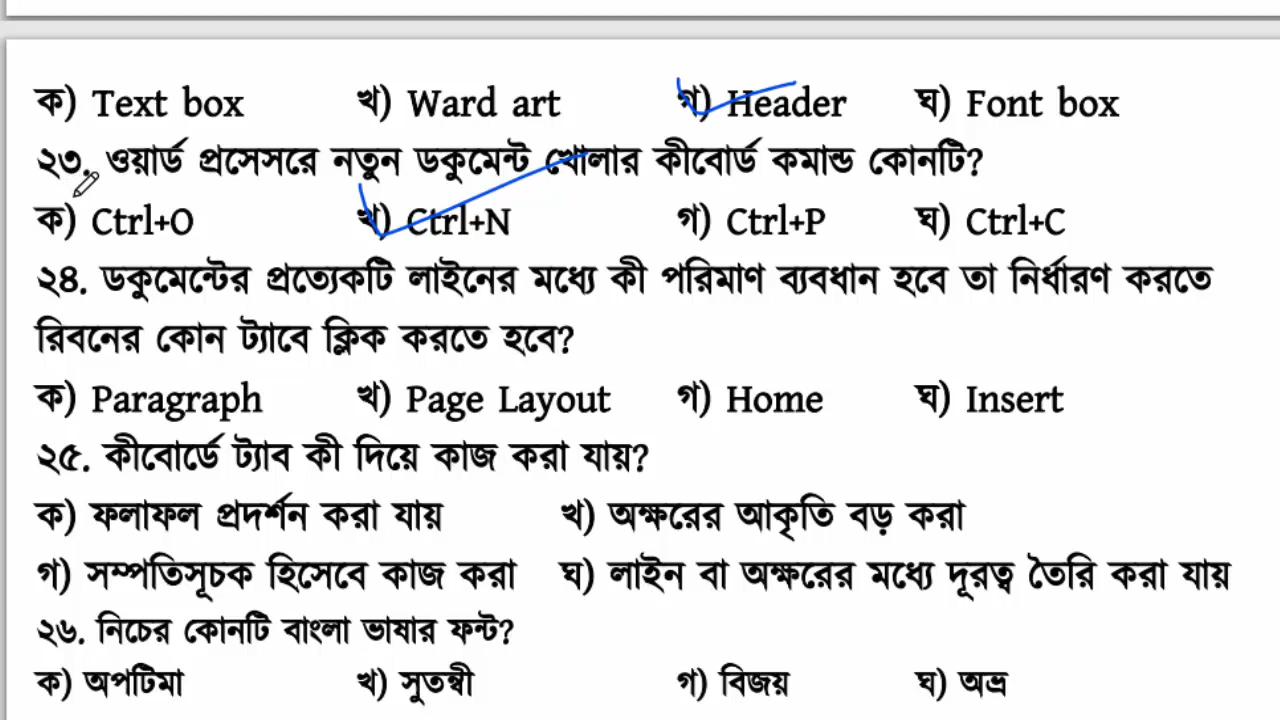 ক) Text box খ) Ward art গ) Header ঘ) Font box
২৩. ওয়ার্ড প্রসেসরে নতুন ডকুমেন্ট খোলার কীবোর্ড কমান্ড কোনটি?
ক) Ctrl+O খ) Ctrl+N গ) Ctrl+P ঘ) Ctrl+C
২৪. ডকুমেন্টের প্রত্যেকটি লাইনের মধ্যে কী পরিমাণ ব্যবধান হবে তা নির্ধারণ করতে
রিবনের কোন ট্যাবে ক্লিক করতে হবে?
ক) Paragraph খ) Page Layout গ) Home ঘ) Insert
২৫. কীবোর্ডে ট্যাব কী দিয়ে কাজ করা যায়?
ক) ফলাফল প্রদর্শন করা যায় খ) অক্ষরের আকৃতি বড় করা
গ) সম্পতিসূচক হিসেবে কাজ করা ঘ) লাইন বা অক্ষরের মধ্যে দূরত্ব তৈরি করা যায়
২৬. নিচের কোনটি বাংলা ভাষার ফন্ট?
ক) অপটিমা খ) সুতন্বী গ) বিজয় ঘ) অভ্র